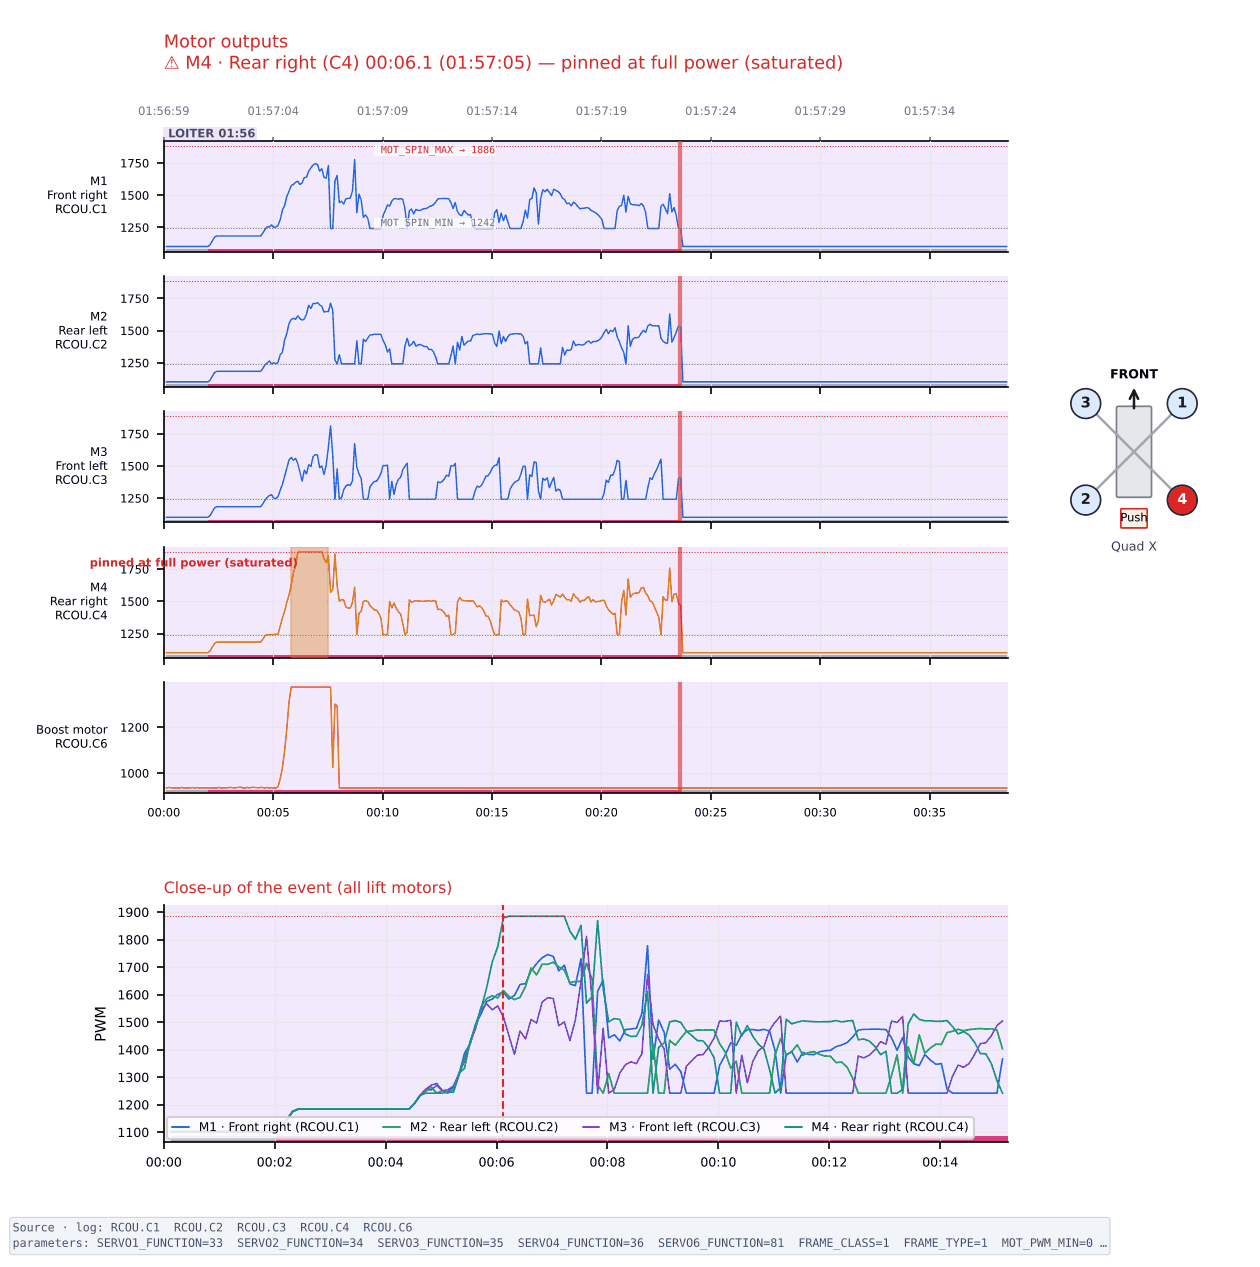 Motor outputs
⚠ M4 · Rear right (C4) 00:06.1 (01:57:05) — pinned at full power (saturated)
01:56:59 01:57:04 01:57:09 01:57:14 01:57:19 01:57:24 01:57:29 01:57:34
LOITER 01:56
MOT_SPIN_MAX → 1886
1750
M1
Front right
RCOU.C1
1500
MOT_SPIN_MIN → 1242
1250
1750
M2
Rear left
RCOU.C2
1500
1250
1750
M3
Front left
RCOU.C3
1500
1250
pinned at full power (saturated)
1750
M4
Rear right
RCOU.C4
1500
1250
Boost motor
RCOU.C6
1200
1000
00:00 00:05 00:10 00:15 00:20 00:25 00:30 00:35
FRONT
3 1
2 4
Push
Quad X
Close-up of the event (all lift motors)
PWM
1900
1800
1700
1600
1500
1400
1300
1200
1100
M1 · Front right (RCOU.C1) M2 · Rear left (RCOU.C2) M3 · Front left (RCOU.C3) M4 · Rear right (RCOU.C4)
00:00 00:02 00:04 00:06 00:08 00:10 00:12 00:14
Source · log: RCOU.C1 RCOU.C2 RCOU.C3 RCOU.C4 RCOU.C6
parameters: SERVO1_FUNCTION=33 SERVO2_FUNCTION=34 SERVO3_FUNCTION=35 SERVO4_FUNCTION=36 SERVO6_FUNCTION=81 FRAME_CLASS=1 FRAME_TYPE=1 MOT_PWM_MIN=0 …